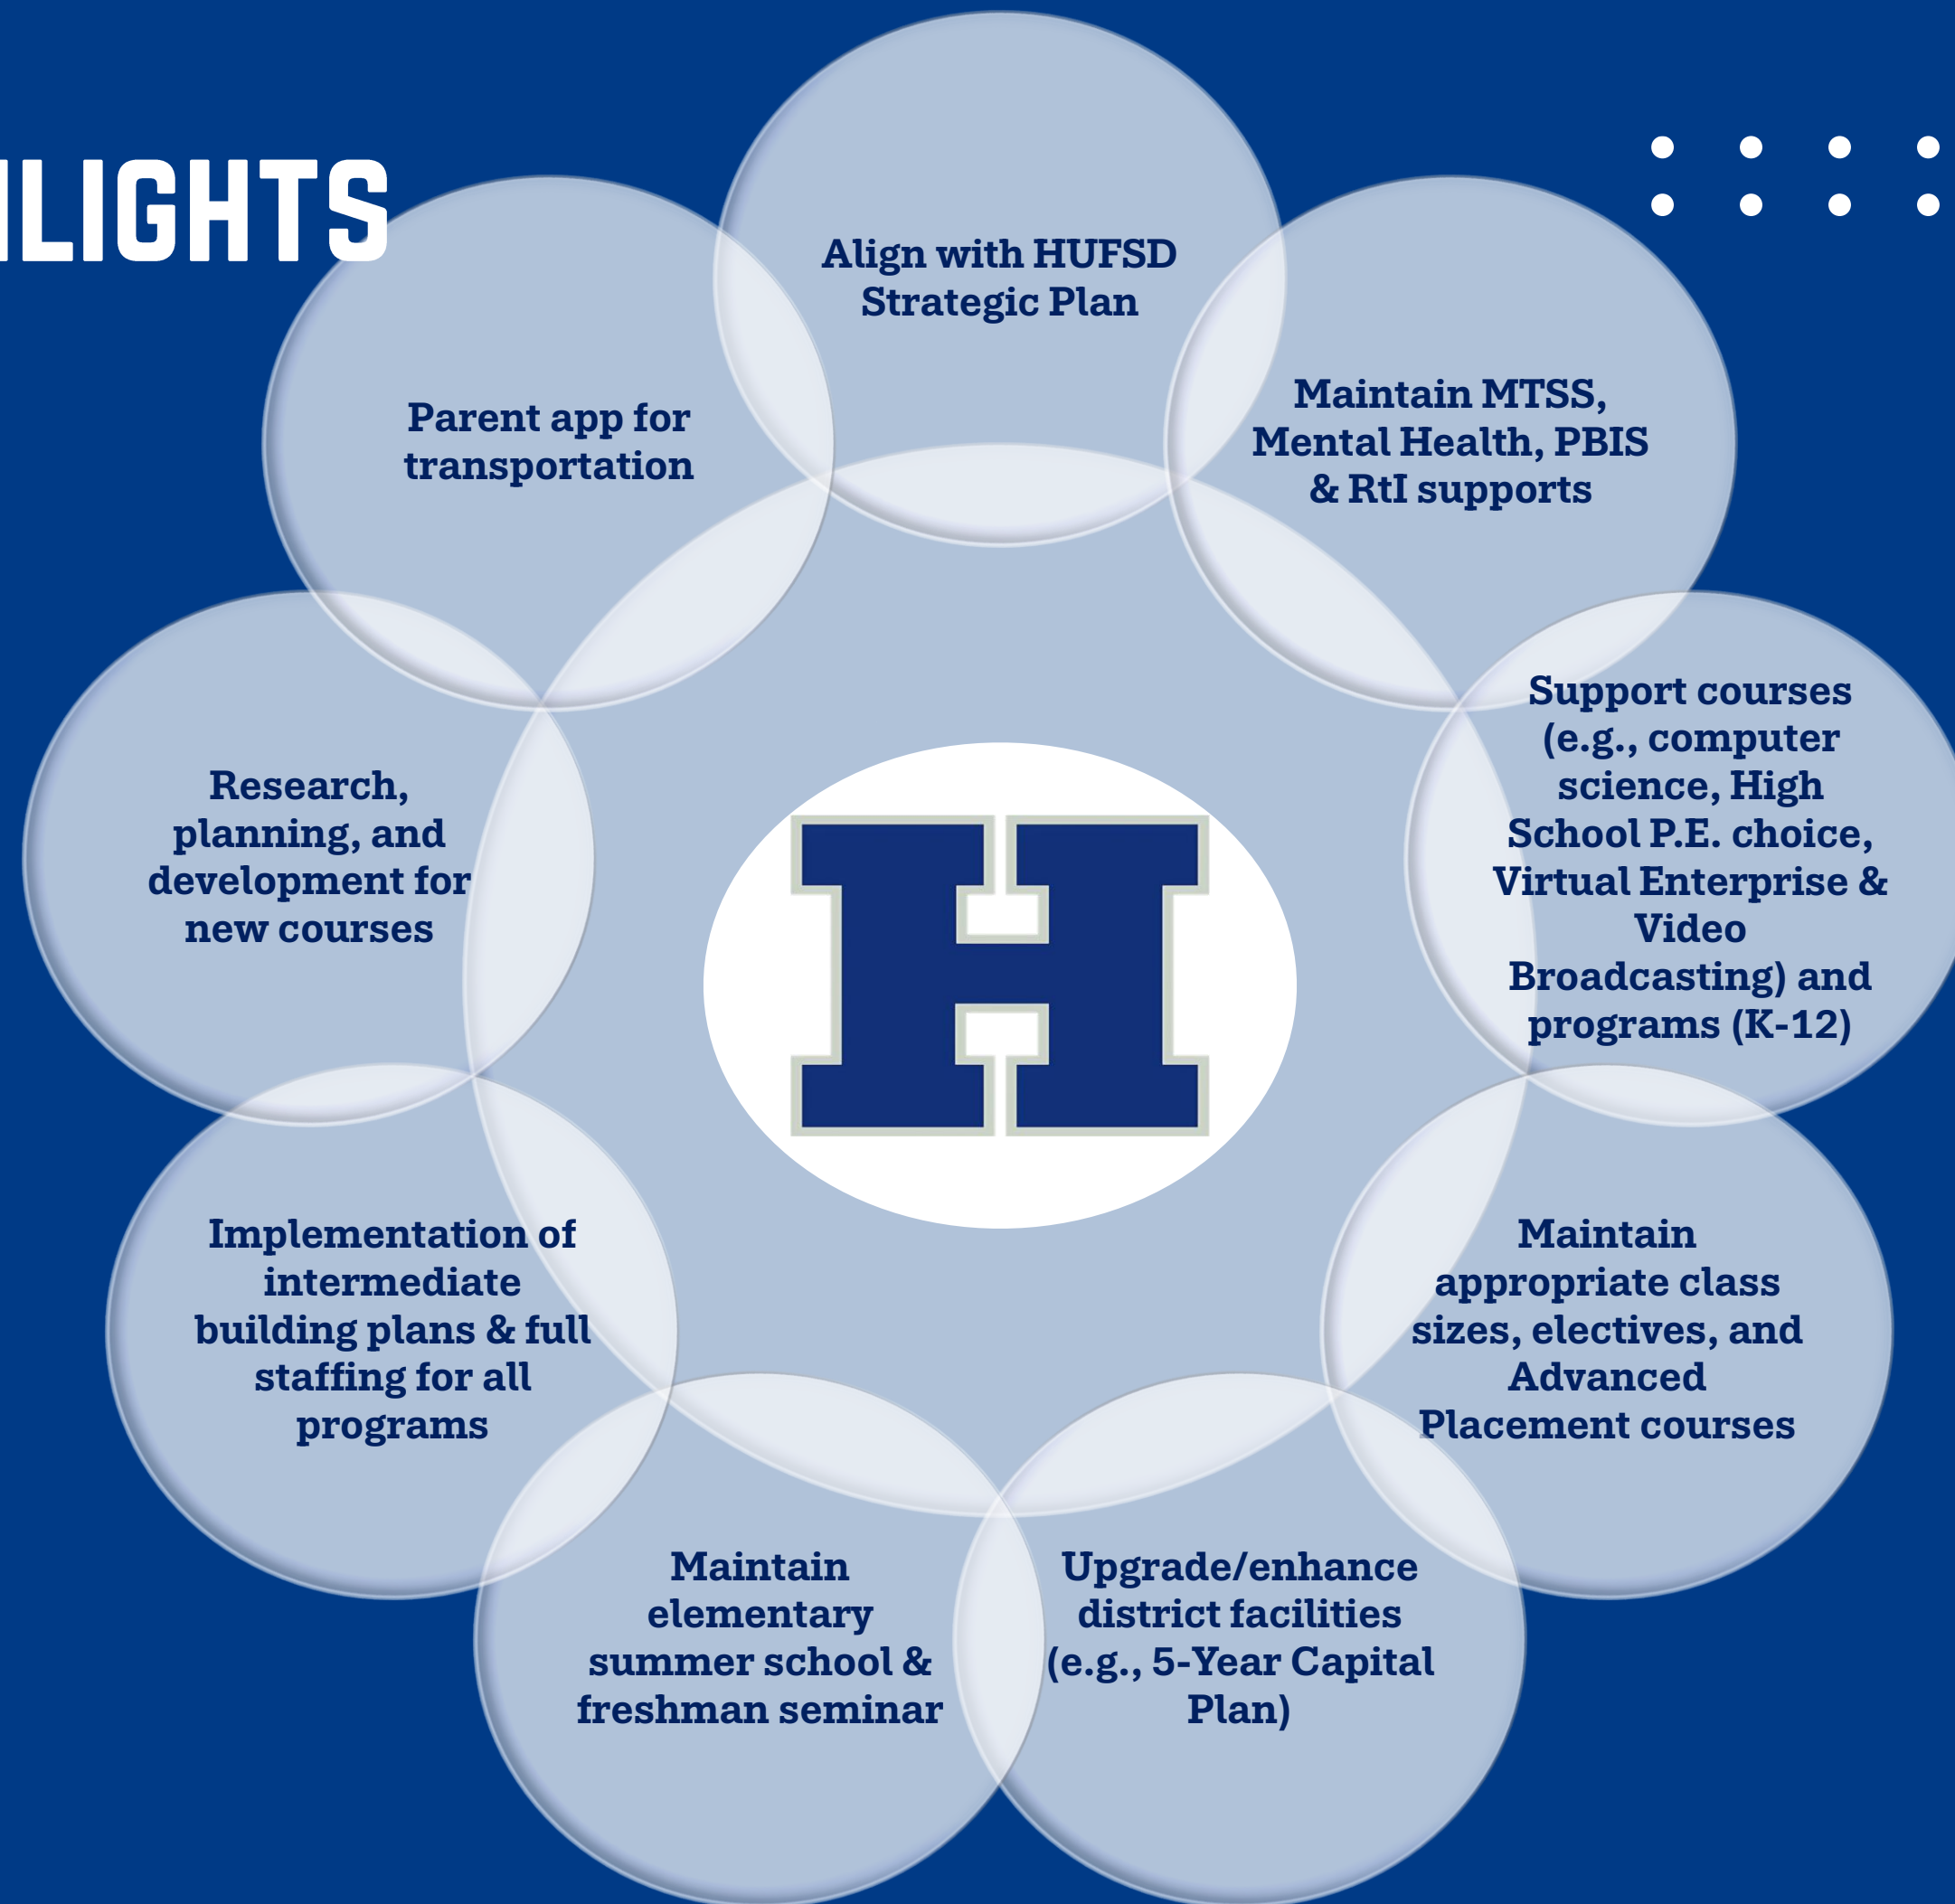 HLIGHTS
Align with HUFSD
Strategic Plan
Maintain MTSS,
Mental Health, PBIS
& RtI supports
Support courses
(e.g., computer
science, High
School P.E. choice,
Virtual Enterprise &
Video
Broadcasting) and
programs (K-12)
Maintain
appropriate class
sizes, electives, and
Advanced
Placement courses
Upgrade/enhance
district facilities
(e.g., 5-Year Capital
Plan)
Maintain
elementary
summer school &
freshman seminar
Implementation of
intermediate
building plans & full
staffing for all
programs
Research,
planning, and
development for
new courses
Parent app for
transportation
H